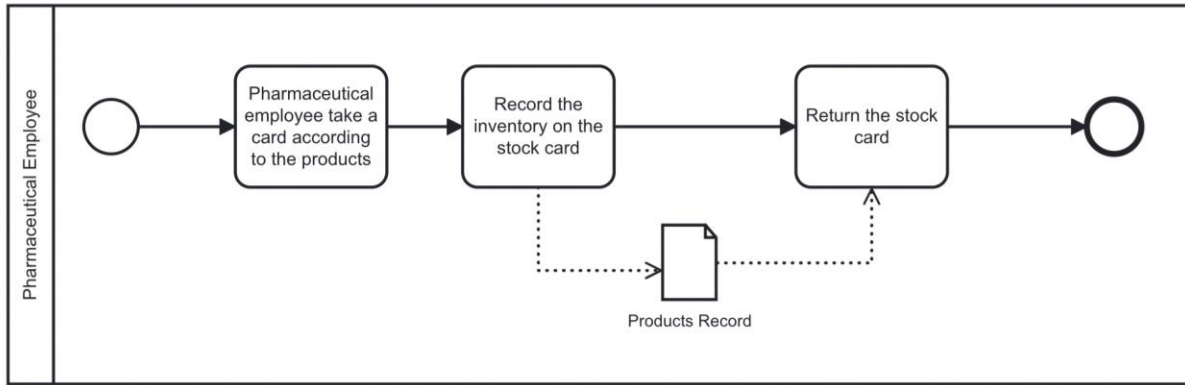 Pharmaceutical Employee
Pharmaceutical
employee take a
card according
to the products
Record the
inventory on the
stock card
Return the stock
card
Products Record